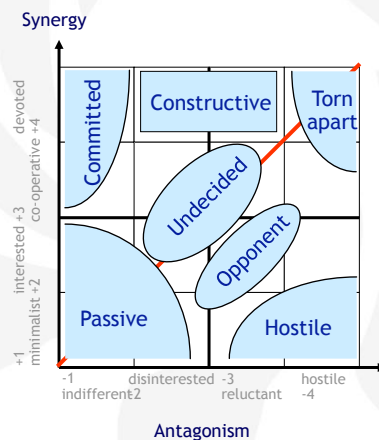 Synergy
devoted
co-operative +4
interested +3
minimalist +2
+1
Committed
Constructive
Torn
apart
Undecided
Opponent
Passive
Hostile
-1
indifferent-2
disinterested -3
reluctant
hostile
-4
Antagonism